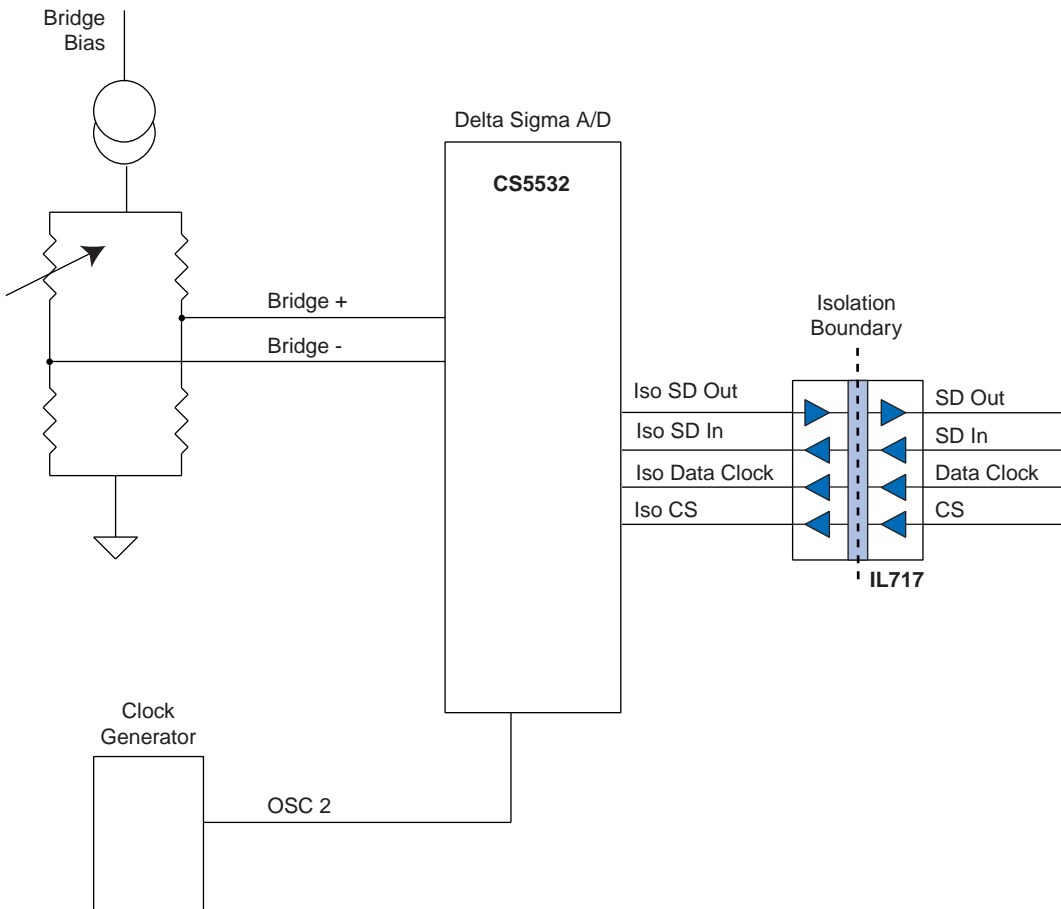 Bridge
Bias
Delta Sigma A/D
CS5532
Bridge +
Bridge -
Isolation
Boundary
Iso SD Out
SD Out
Iso SD In
SD In
Iso Data Clock
Data Clock
Iso CS
CS
IL717
Clock
Generator
OSC 2